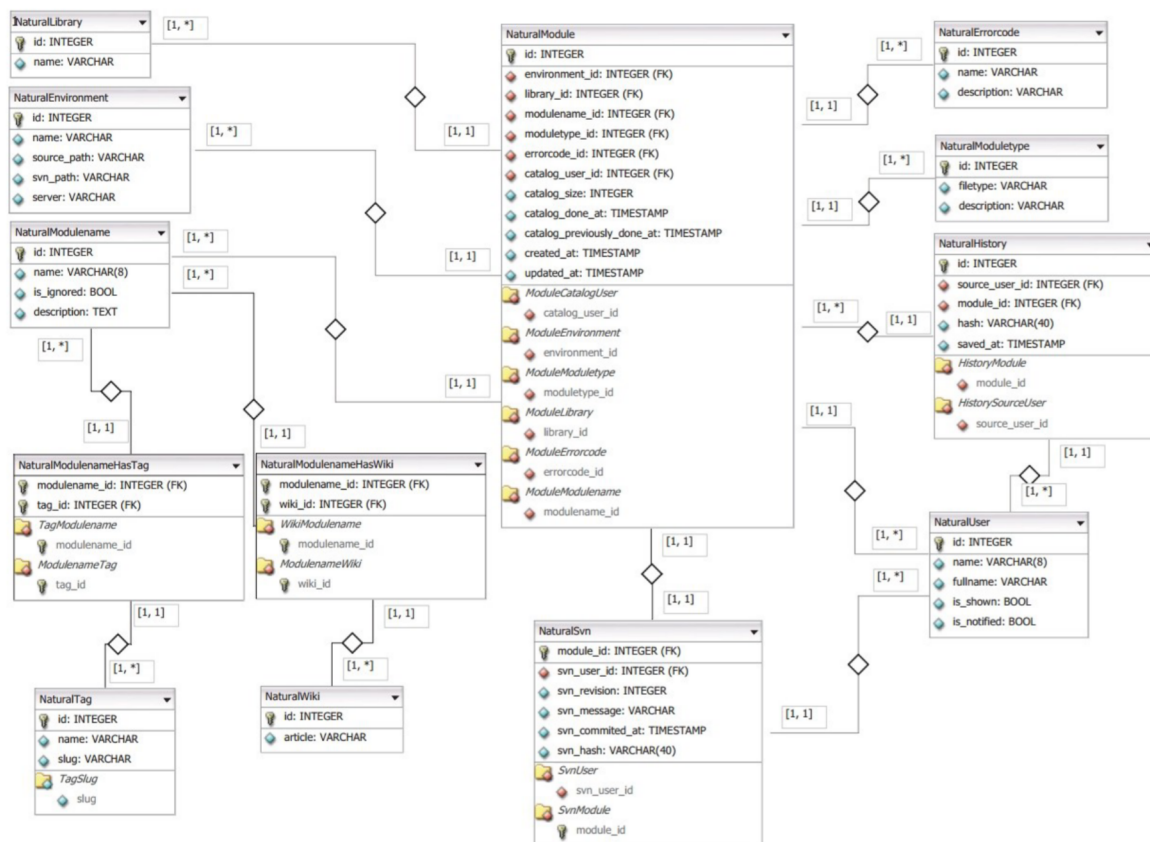 NaturalLibrary
id: INTEGER
name: VARCHAR
[1, *]
NaturalEnvironment
id: INTEGER
name: VARCHAR
source_path: VARCHAR
svn_path: VARCHAR
server: VARCHAR
[1, *]
NaturalModulename
id: INTEGER
name: VARCHAR(8)
is_ignored: BOOL
description: TEXT
[1, *]
[1, *]
[1, *]
[1, 1]
[1, 1]
[1, 1]
[1, 1]
[1, 1]
NaturalModule
id: INTEGER
environment_id: INTEGER (FK)
library_id: INTEGER (FK)
modulename_id: INTEGER (FK)
moduletype_id: INTEGER (FK)
errorcode_id: INTEGER (FK)
catalog_user_id: INTEGER (FK)
catalog_size: INTEGER
catalog_done_at: TIMESTAMP
catalog_previously_done_at: TIMESTAMP
created_at: TIMESTAMP
updated_at: TIMESTAMP
ModuleCatalogUser
catalog_user_id
ModuleEnvironment
environment_id
ModuleModuletype
moduletype_id
ModuleLibrary
library_id
ModuleErrorcode
errorcode_id
ModuleModulename
modulename_id
[1, *]
[1, 1]
NaturalErrorcode
id: INTEGER
name: VARCHAR
description: VARCHAR
[1, *]
[1, 1]
NaturalModuletype
id: INTEGER
filetype: VARCHAR
description: VARCHAR
[1, *]
[1, 1]
NaturalHistory
id: INTEGER
source_user_id: INTEGER (FK)
module_id: INTEGER (FK)
hash: VARCHAR(40)
saved_at: TIMESTAMP
HistoryModule
module_id
HistorySourceUser
source_user_id
[1, 1]
[1, 1]
[1, *]
[1, *]
[1, *]
NaturalUser
id: INTEGER
name: VARCHAR(8)
fullname: VARCHAR
is_shown: BOOL
is_notified: BOOL
NaturalModulenameHasTag
modulename_id: INTEGER (FK)
tag_id: INTEGER (FK)
TagModulename
modulename_id
ModulenameTag
tag_id
NaturalModulenameHasWiki
modulename_id: INTEGER (FK)
wiki_id: INTEGER (FK)
WikiModulename
modulename_id
ModulenameWiki
wiki_id
[1, 1]
[1, *]
[1, 1]
[1, *]
NaturalTag
id: INTEGER
name: VARCHAR
slug: VARCHAR
TagSlug
slug
NaturalWiki
id: INTEGER
article: VARCHAR
[1, 1]
[1, 1]
NaturalSvn
module_id: INTEGER (FK)
svn_user_id: INTEGER (FK)
svn_revision: INTEGER
svn_message: VARCHAR
svn_commited_at: TIMESTAMP
svn_hash: VARCHAR(40)
SvnUser
svn_user_id
SvnModule
module_id
[1, 1]